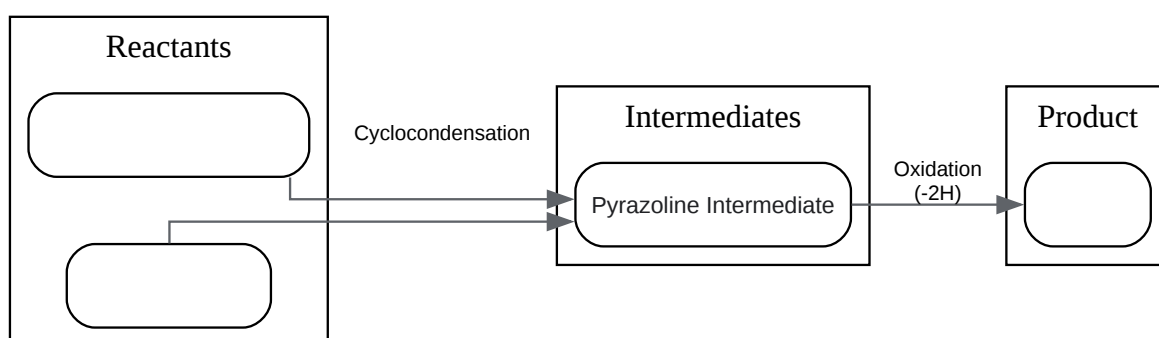 Reactants
Cyclocondensation
Intermediates
Pyrazoline Intermediate
Oxidation
(-2H)
Product